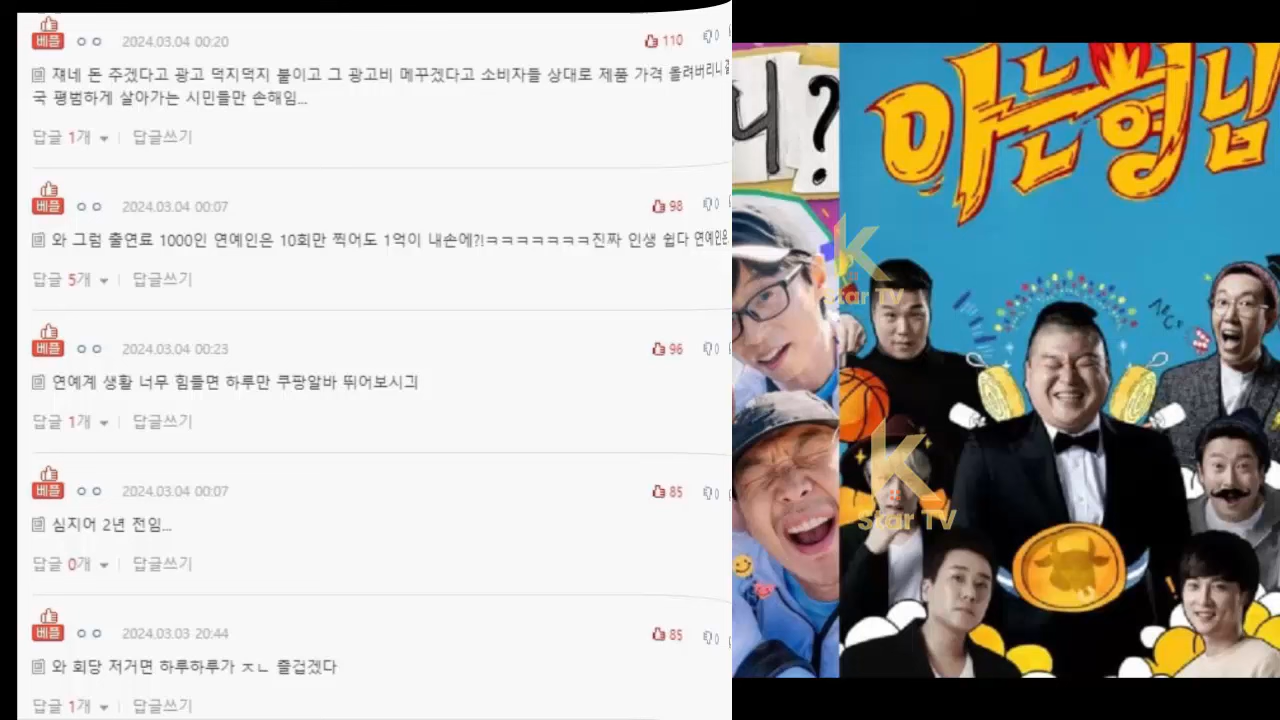 베플 ㅇㅇ 2024.03.04 00:20 110
쟤네 돈 주겠다고 광고 덕지덕지 붙이고 그 광고비 메꾸겠다고 소비자들 상대로 제품 가격 올려버리니
국 평범하게 살아가는 시민들만 손해임...
답글 1개 | 답글쓰기
베플 ㅇㅇ 2024.03.04 00:07 98
와 그럼 출연료 1000인 연예인은 10회만 찍어도 1억이 내손에?!ㅋㅋㅋㅋㅋㅋㅋ진짜 인생 쉽다 연예인은
답글 5개 | 답글쓰기
베플 ㅇㅇ 2024.03.04 00:23 96
연예계 생활 너무 힘들면 하루만 쿠팡알바 뛰어보시긔
답글 1개 | 답글쓰기
베플 ㅇㅇ 2024.03.04 00:07 85
심지어 2년 전임...
답글 0개 | 답글쓰기
베플 ㅇㅇ 2024.03.03 20:44 85
와 회당 저거면 하루하루가 ㅈㄴ 즐겁겠다
답글 1개 | 답글쓰기
니?
아는형님
K
Star TV
ABC
K
Star TV